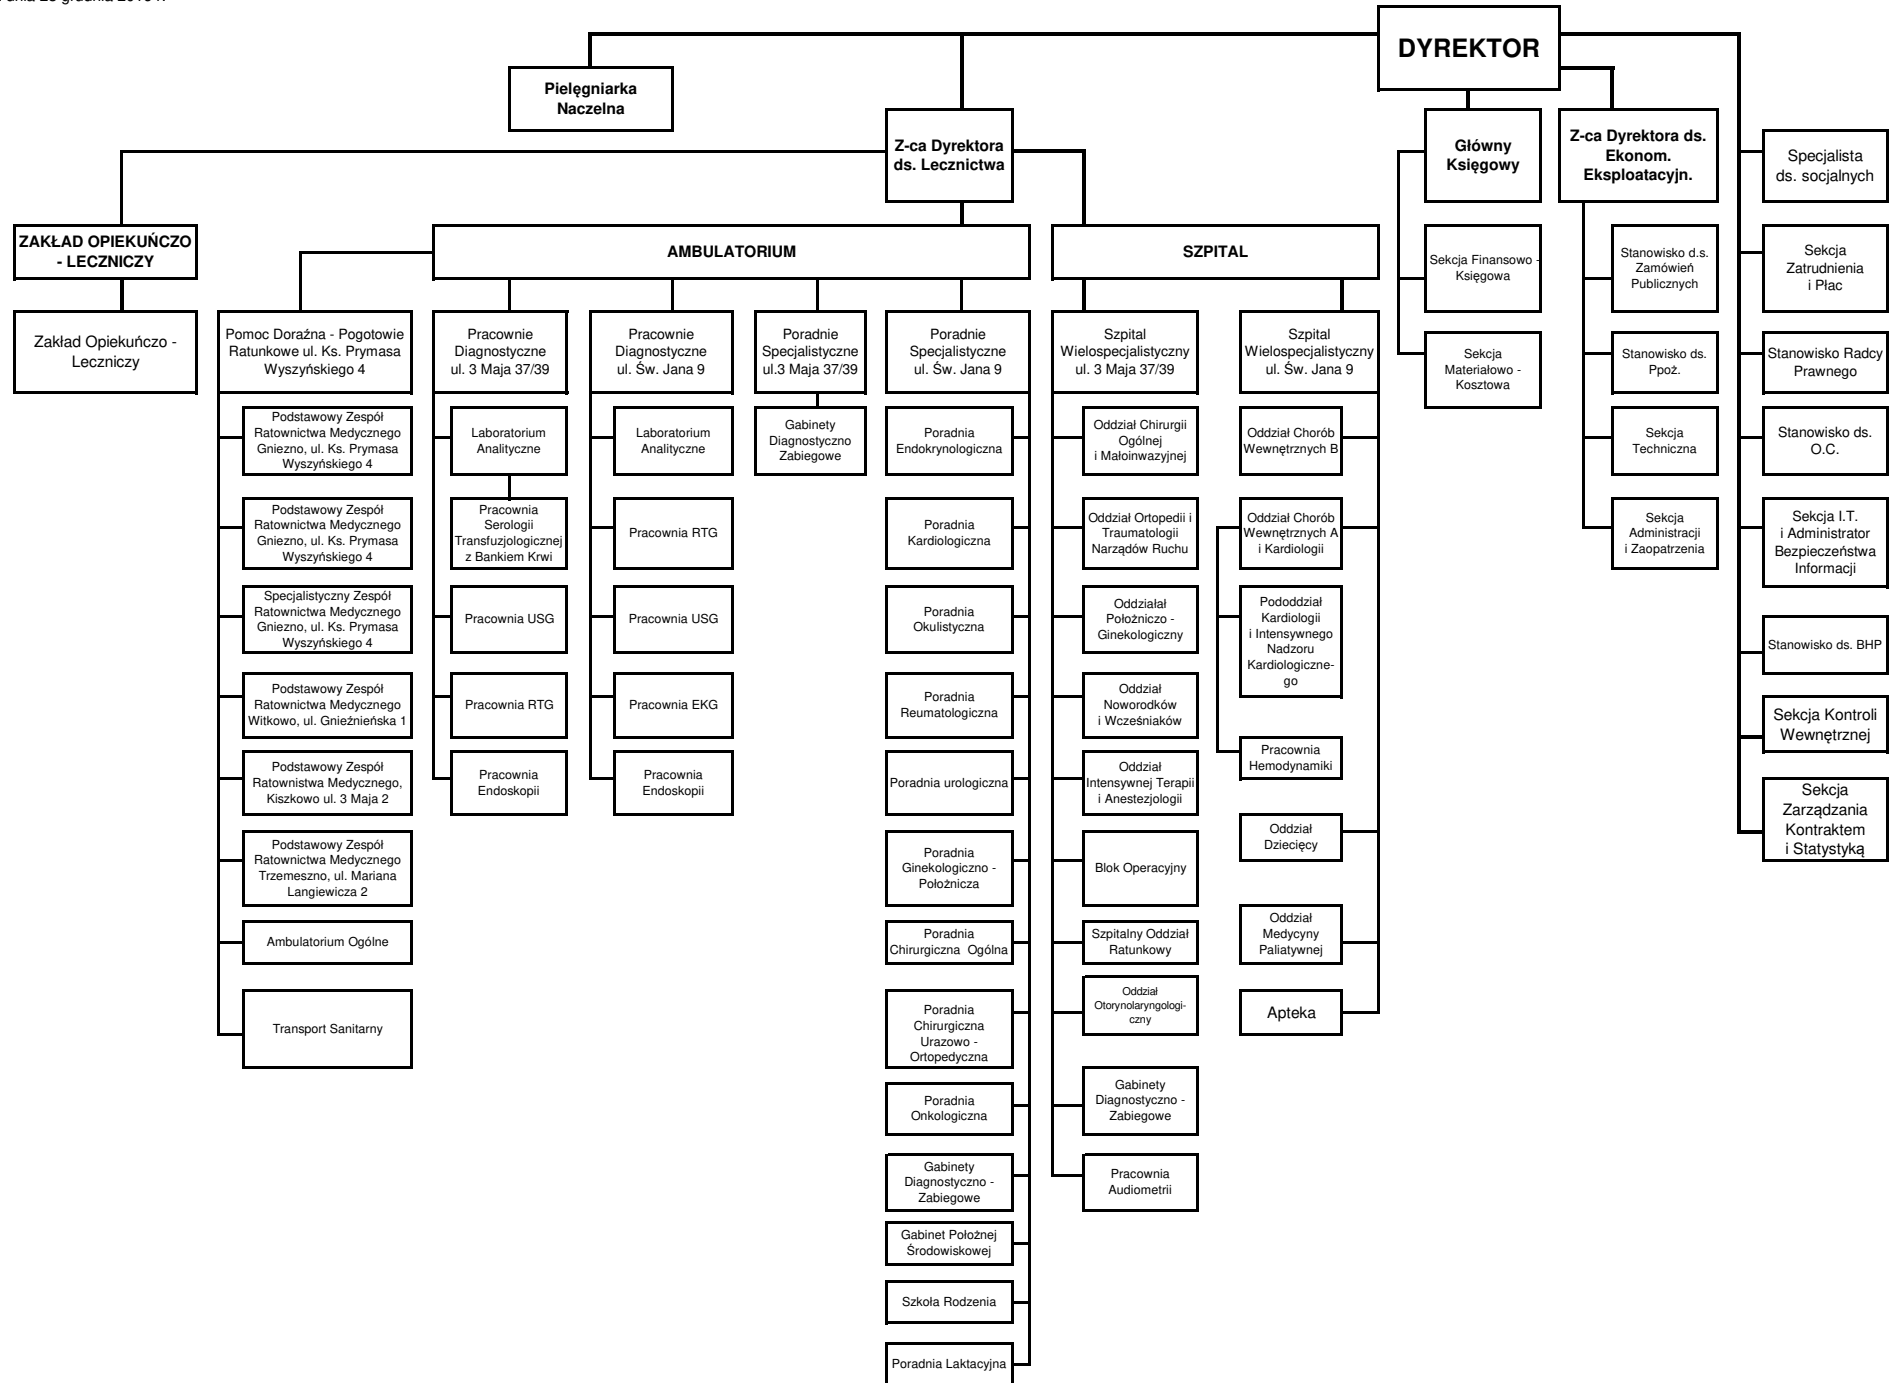 DYREKTOR
Pielęgniarka
Naczelna
Z-ca Dyrektora
ds. Lecznictwa
Główny
Księgowy
Z-ca Dyrektora ds.
Ekonom.
Eksploatacyjn.
Specjalista
ds. socjalnych
ZAKŁAD OPIEKUŃCZO
- LECZNICZY
AMBULATORIUM
SZPITAL
Sekcja Finansowo -
Księgowa
Stanowisko d.s.
Zamówień
Publicznych
Sekcja
Zatrudnienia
i Płac
Zakład Opiekuńczo -
Leczniczy
Pomoc Doraźna - Pogotowie
Ratunkowe ul. Ks. Prymasa
Wyszyńskiego 4
Pracownie
Diagnostyczne
ul. 3 Maja 37/39
Pracownie
Diagnostyczne
ul. Św. Jana 9
Poradnie
Specjalistyczne
ul.3 Maja 37/39
Poradnie
Specjalistyczne
ul. Św. Jana 9
Szpital
Wielospecjalistyczny
ul. 3 Maja 37/39
Szpital
Wielospecjalistyczny
ul. Św. Jana 9
Sekcja
Materiałowo -
Kosztowa
Stanowisko ds.
Ppoż.
Stanowisko Radcy
Prawnego
Podstawowy Zespół
Ratownictwa Medycznego
Gniezno, ul. Ks. Prymasa
Wyszyńskiego 4
Laboratorium
Analityczne
Laboratorium
Analityczne
Gabinety
Diagnostyczno
Zabiegowe
Poradnia
Endokrynologiczna
Oddział Chirurgii
Ogólnej
i Małoinwazyjnej
Oddział Chorób
Wewnętrznych B
Sekcja
Techniczna
Stanowisko ds.
O.C.
Podstawowy Zespół
Ratownictwa Medycznego
Gniezno, ul. Ks. Prymasa
Wyszyńskiego 4
Pracownia
Serologii
Transfuzjologicznej
z Bankiem Krwi
Pracownia RTG
Poradnia
Kardiologiczna
Oddział Ortopedii i
Traumatologii
Narządów Ruchu
Oddział Chorób
Wewnętrznych A
i Kardiologii
Sekcja
Administracji
i Zaopatrzenia
Sekcja I.T.
i Administrator
Bezpieczeństwa
Informacji
Specjalistyczny Zespół
Ratownictwa Medycznego
Gniezno, ul. Ks. Prymasa
Wyszyńskiego 4
Pracownia USG
Pracownia USG
Poradnia
Okulistyczna
Oddziałał
Położniczo -
Ginekologiczny
Pododdział
Kardiologii
i Intensywnego
Nadzoru
Kardiologiczne-
go
Stanowisko ds. BHP
Podstawowy Zespół
Ratownictwa Medycznego
Witkowo, ul. Gnieźnieńska 1
Pracownia RTG
Pracownia EKG
Poradnia
Reumatologiczna
Oddział
Noworodków
i Wcześniaków
Sekcja Kontroli
Wewnętrznej
Podstawowy Zespół
Ratownistwa Medycznego,
Kiszkowo ul. 3 Maja 2
Pracownia
Endoskopii
Pracownia
Endoskopii
Poradnia urologiczna
Oddział
Intensywnej Terapii
i Anestezjologii
Pracownia
Hemodynamiki
Sekcja
Zarządzania
Kontraktem
i Statystyką
Podstawowy Zespół
Ratownictwa Medycznego
Trzemeszno, ul. Mariana
Langiewicza 2
Poradnia
Ginekologiczno -
Położnicza
Blok Operacyjny
Oddział
Dziecięcy
Ambulatorium Ogólne
Poradnia
Chirurgiczna Ogólna
Szpitalny Oddział
Ratunkowy
Oddział
Medycyny
Paliatywnej
Transport Sanitarny
Poradnia
Chirurgiczna
Urazowo -
Ortopedyczna
Oddział
Otorynolaryngologi-
czny
Apteka
Poradnia
Onkologiczna
Gabinety
Diagnostyczno -
Zabiegowe
Gabinety
Diagnostyczno -
Zabiegowe
Pracownia
Audiometrii
Gabinet Położnej
Środowiskowej
Szkoła Rodzenia
Poradnia Laktacyjna